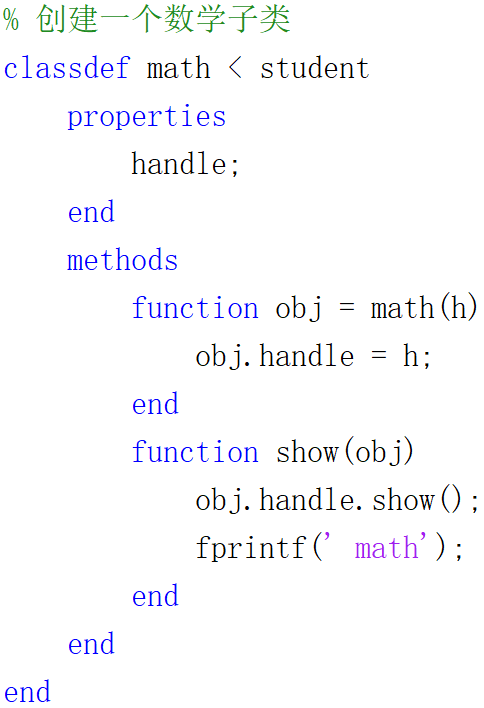 % 创建一个数学子类
classdef math < student
    properties
        handle;
    end
    methods
        function obj = math(h)
            obj.handle = h;
        end
        function show(obj)
            obj.handle.show();
            fprintf(' math');
        end
    end
end